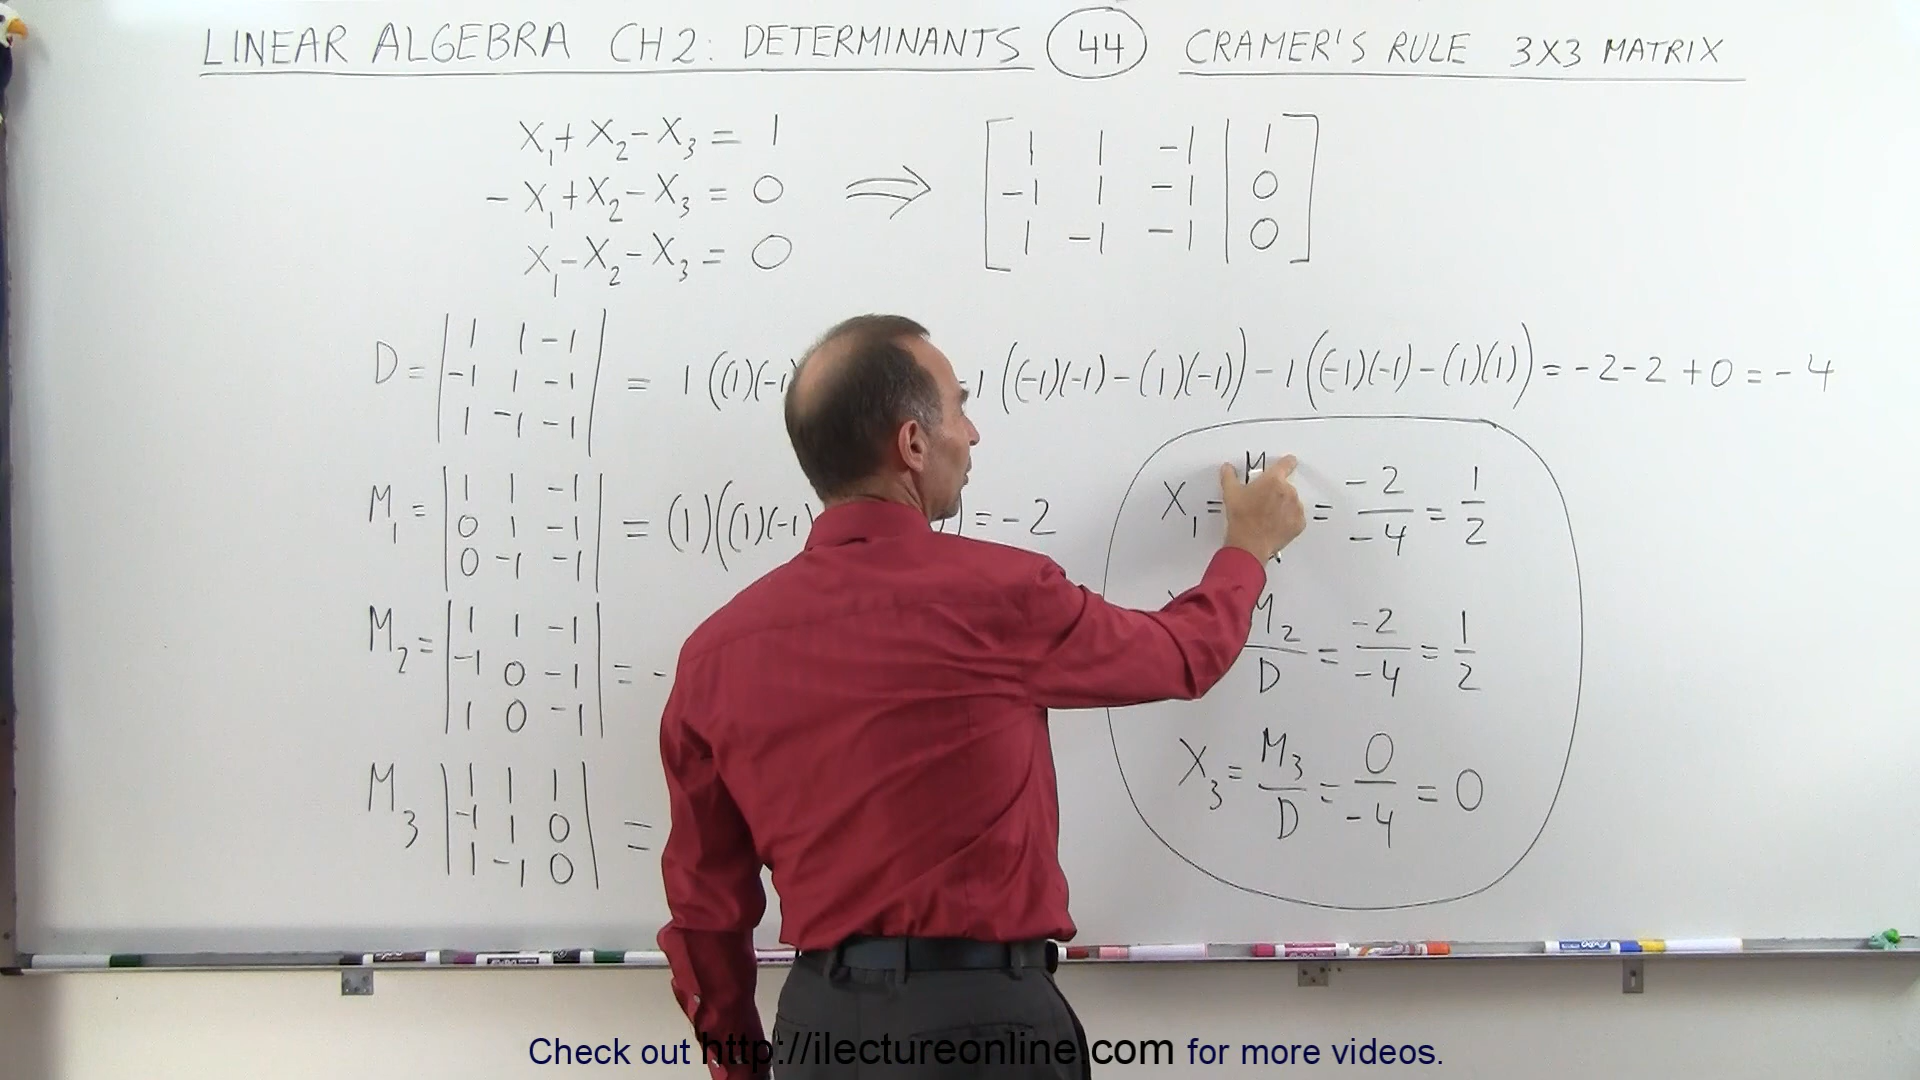 LINEAR ALGEBRA CH2: DETERMINANTS 44 CRAMER'S RULE 3X3 MATRIX
X₁+X₂-X₃=1
-X₁+X₂-X₃=0
X₁-X₂-X₃=0
⇒
1 1 -1 | 1
-1 1 -1 | 0
1 -1 -1 | 0
D=
1 1 -1
-1 1 -1
1 -1 -1
= 1((1)(-1) -1((-1)(-1)-(1)(-1))-1((-1)(-1)-(1)(1))=-2-2+0=-4
M₁=
1 1 -1
0 1 -1
0 -1 -1
=(1)((1)(-1) =-2
M₂=
1 1 -1
-1 0 -1
1 0 -1
=-
M₃
1 1 1
-1 1 0
1 -1 0
=
X₁= M =-2/-4=1/2
M₂/D=-2/-4=1/2
X₃=M₃/D=0/-4=0
Check out http://ilectureonline.com for more videos.